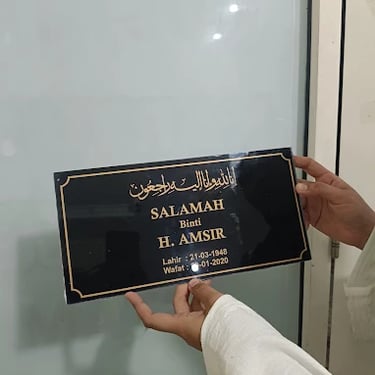 إنا لله وإنا إليه راجعون
SALAMAH
Binti
H. AMSIR
Lahir : 21-03-1948
Wafat : -01-2020